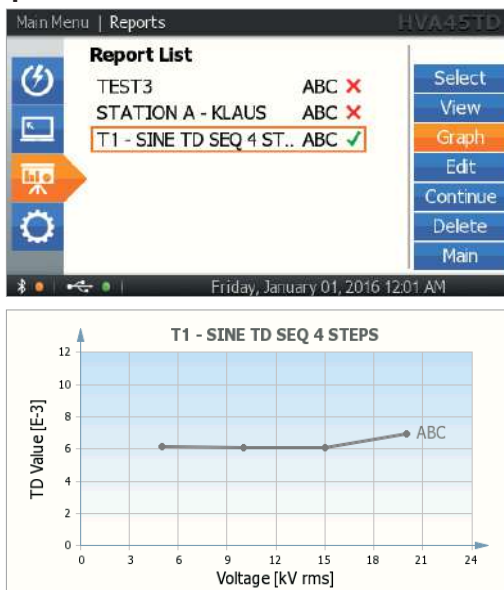 Main Menu | Reports HVA45TD
Report List
TEST3 ABC ✕
STATION A - KLAUS ABC ✕
T1 - SINE TD SEQ 4 ST.. ABC ✓
Select
View
Graph
Edit
Continue
Delete
Main
Friday, January 01, 2016 12:01 AM
T1 - SINE TD SEQ 4 STEPS
TD Value [E-3]
12
10
8
6
4
2
0
ABC
0 3 6 9 12 15 18 21 24
Voltage [kV rms]